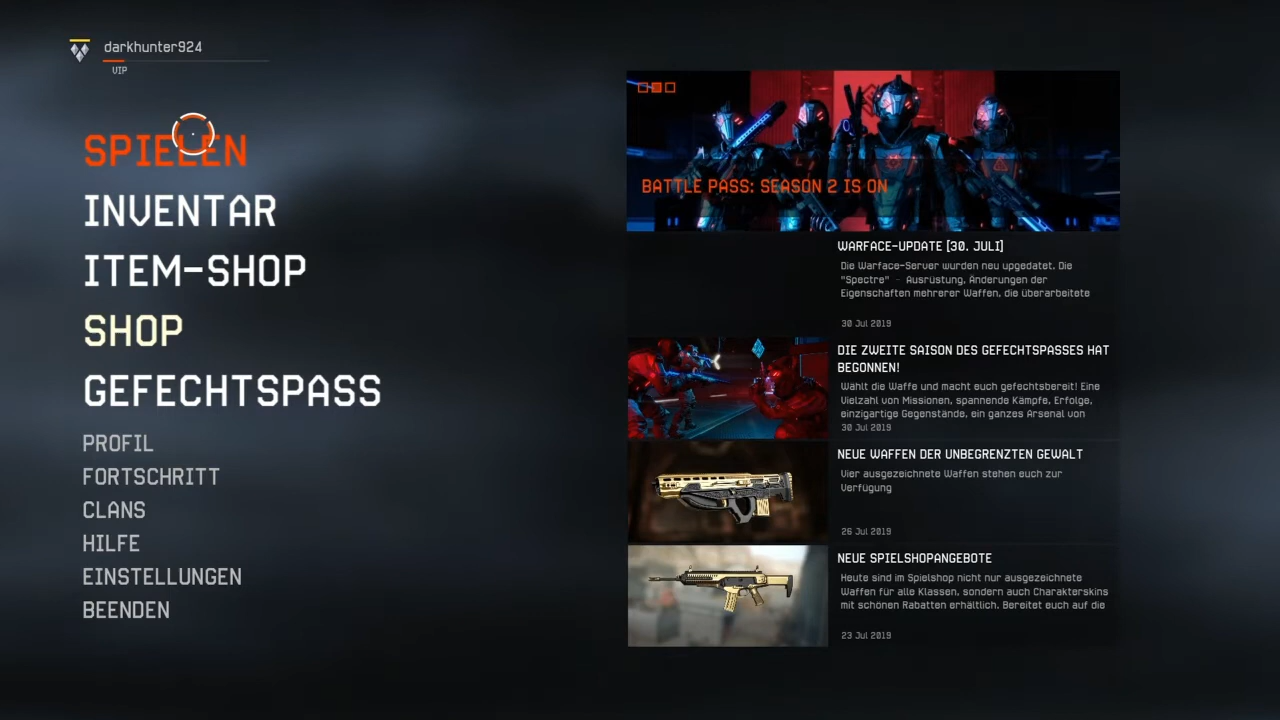 darkhunter924
VIP
SPIELEN
INVENTAR
ITEM-SHOP
SHOP
GEFECHTSPASS
PROFIL
FORTSCHRITT
CLANS
HILFE
EINSTELLUNGEN
BEENDEN
BATTLE PASS: SEASON 2 IS ON
WARFACE-UPDATE [30. JULI]
Die Warface-Server wurden neu upgedatet. Die
"Spectre" - Ausrüstung, Änderungen der
Eigenschaften mehrerer Waffen, die überarbeitete
30 Jul 2019
DIE ZWEITE SAISON DES GEFECHTSPASSES HAT
BEGONNEN!
Wählt die Waffe und macht euch gefechtsbereit! Eine
Vielzahl von Missionen, spannende Kämpfe, Erfolge,
einzigartige Gegenstände, ein ganzes Arsenal von
30 Jul 2019
NEUE WAFFEN DER UNBEGRENZTEN GEWALT
Vier ausgezeichnete Waffen stehen euch zur
Verfügung
26 Jul 2019
NEUE SPIELSHOPANGEBOTE
Heute sind im Spielshop nicht nur ausgezeichnete
Waffen für alle Klassen, sondern auch Charakterskins
mit schönen Rabatten erhältlich. Bereitet euch auf die
23 Jul 2019